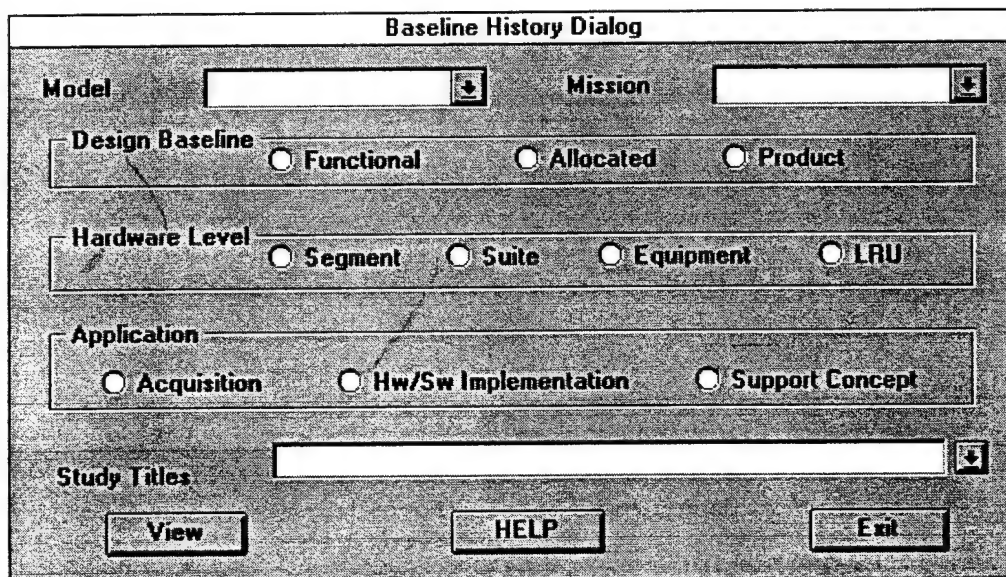 Baseline History Dialog
Model Mission
Design Baseline
Functional Allocated Product
Hardware Level
Segment Suite Equipment LRU
Application
Acquisition Hw/Sw Implementation Support Concept
Study Titles
View HELP Exit